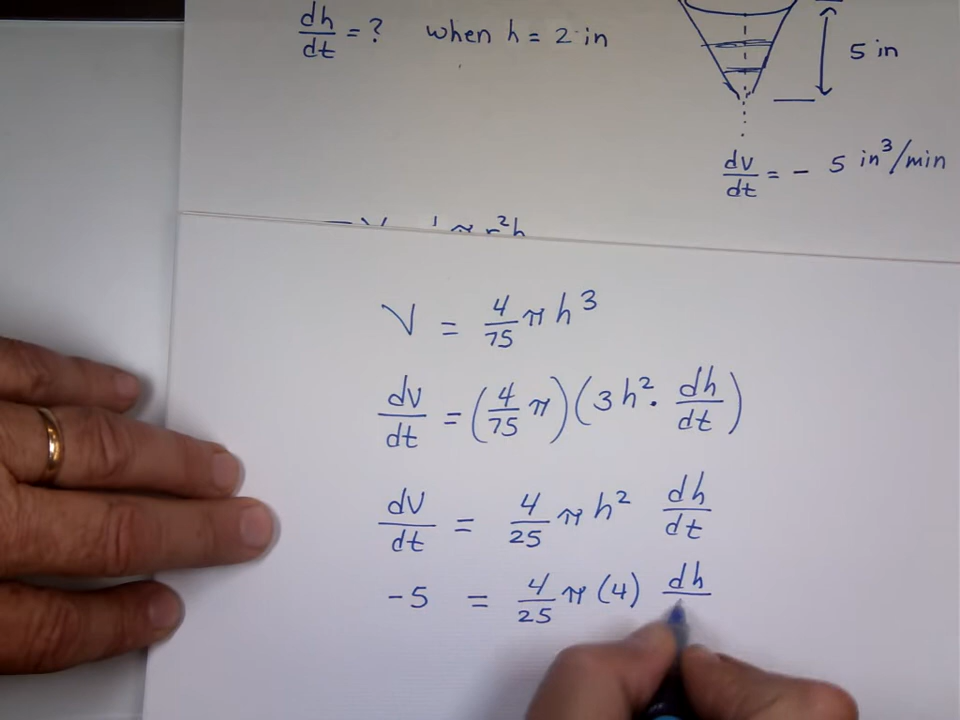 dh/dt = ? when h = 2 in
5 in
dv/dt = - 5 in³/min
V = 4/75 π h³
dv/dt = (4/75 π)(3h² · dh/dt)
dV/dt = 4/25 π h² dh/dt
-5 = 4/25 π (4) dh